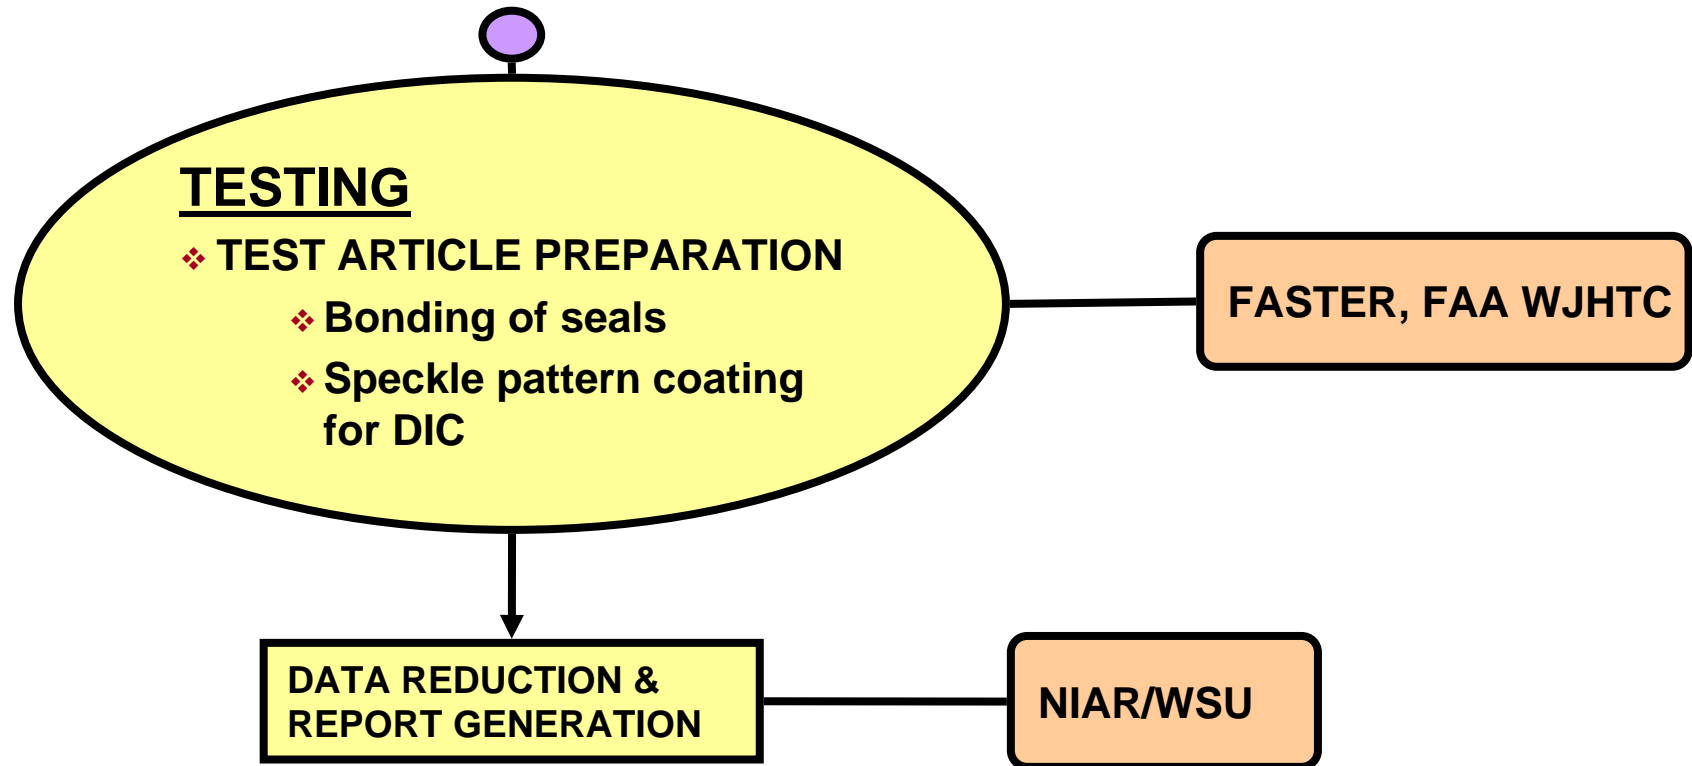 TESTING
❖ TEST ARTICLE PREPARATION
❖ Bonding of seals
❖ Speckle pattern coating
for DIC
FASTER, FAA WJHTC
DATA REDUCTION &
REPORT GENERATION
NIAR/WSU